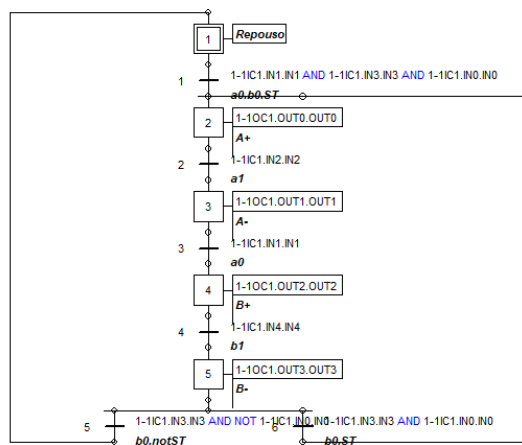 1 Repouso
1 1-1IC1.IN1.IN1 AND 1-1IC1.IN3.IN3 AND 1-1IC1.IN0.IN0
a0.b0.ST
2 1-1OC1.OUT0.OUT0
A+
2 1-1IC1.IN2.IN2
a1
3 1-1OC1.OUT1.OUT1
A-
3 1-1IC1.IN1.IN1
a0
4 1-1OC1.OUT2.OUT2
B+
4 1-1IC1.IN4.IN4
b1
5 1-1OC1.OUT3.OUT3
B-
5 1-1IC1.IN3.IN3 AND NOT 1-1IC1.IN0.IN0
b0.notST
6 1-1IC1.IN3.IN3 AND 1-1IC1.IN0.IN0
b0.ST